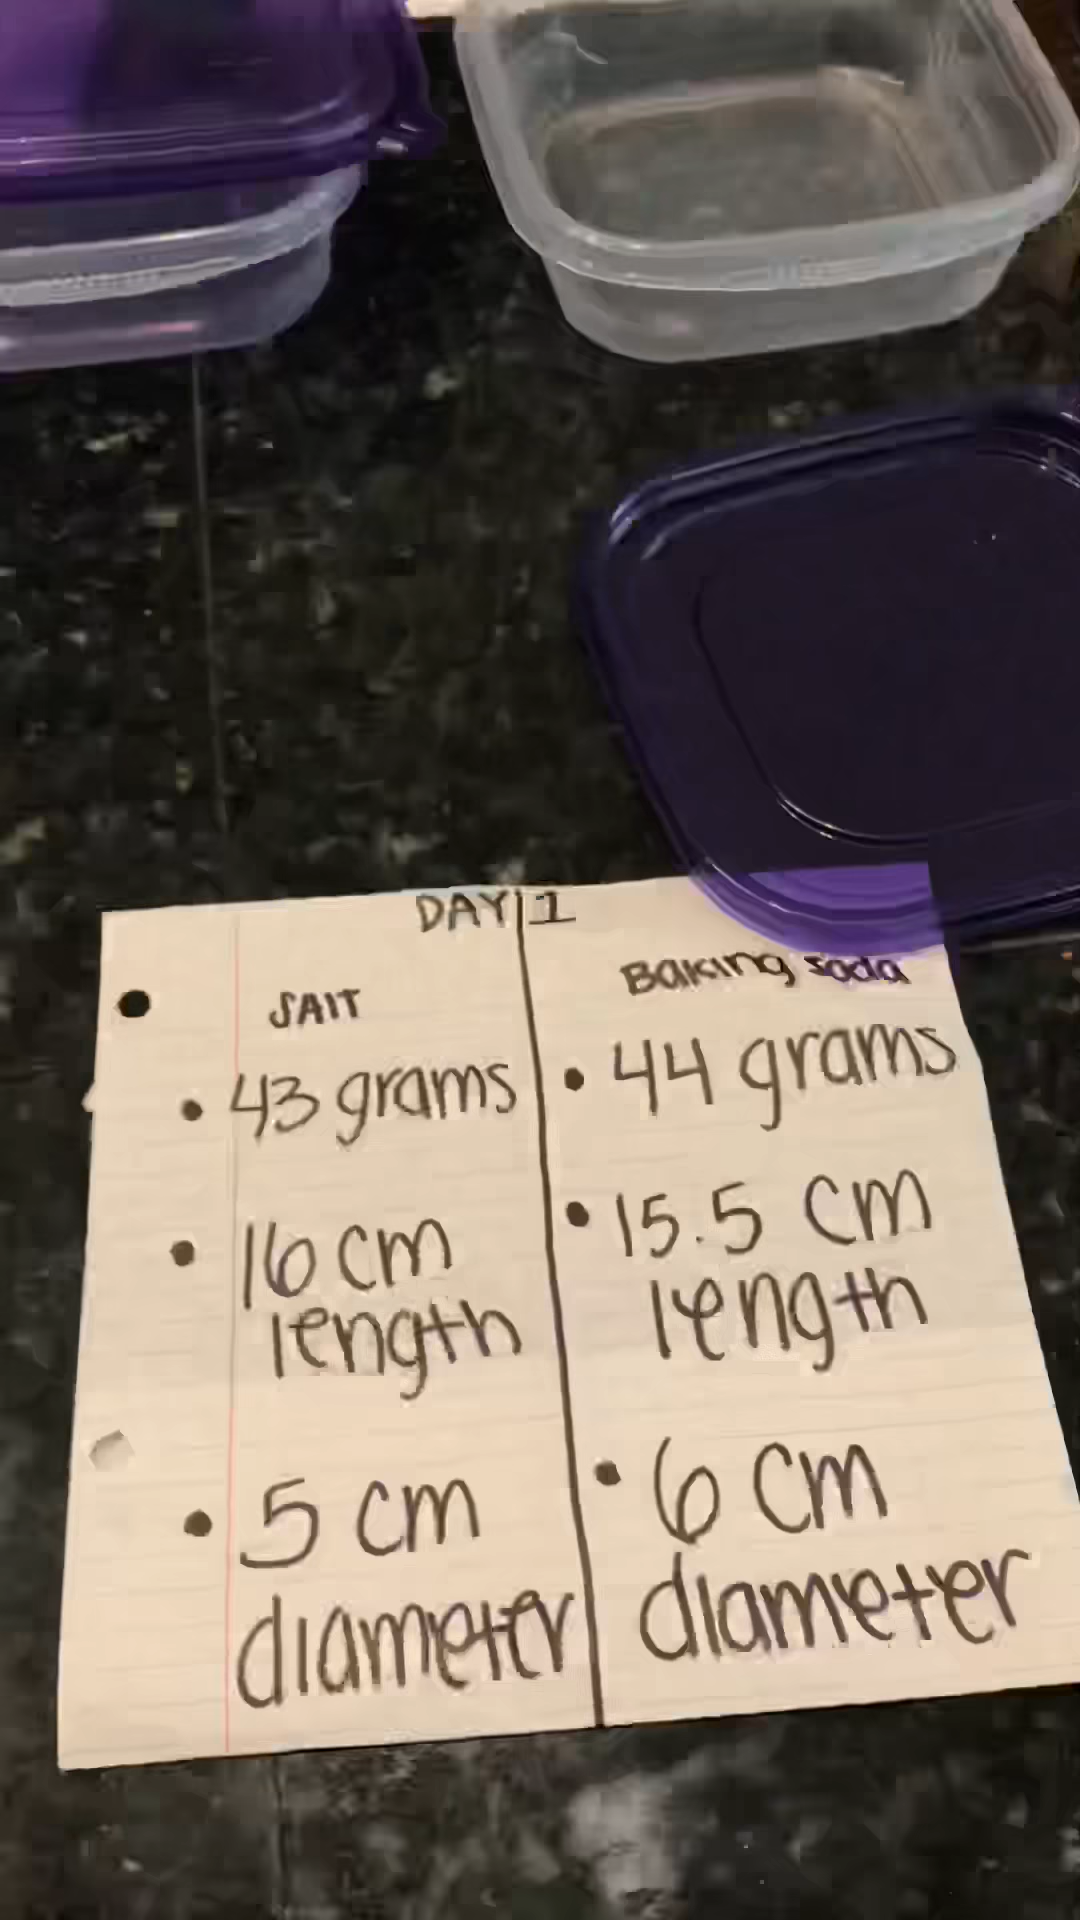 DAY 1
SAlT
• 43 grams
• 16 cm
length
• 5 cm
diameter
Baking soda
• 44 grams
• 15.5 cm
length
• 6 cm
diameter